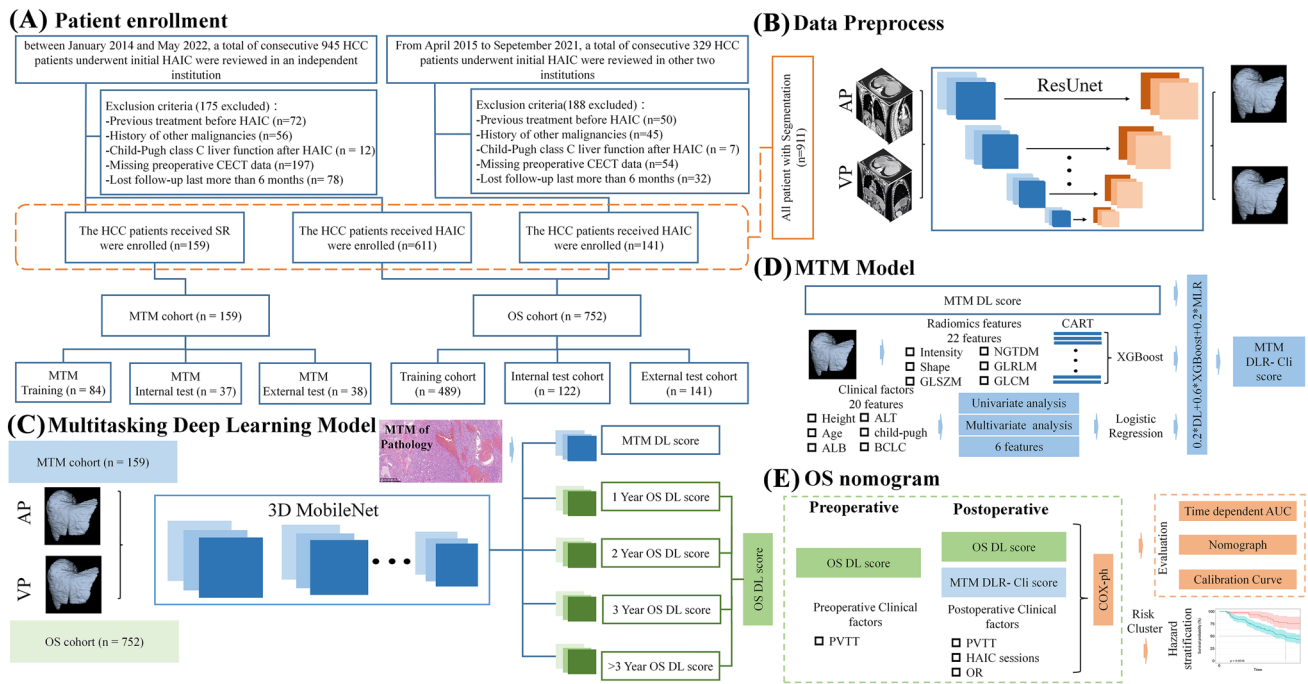 (A) Patient enrollment
between January 2014 and May 2022, a total of consecutive 945 HCC
patients underwent initial HAIC were reviewed in an independent
institution
From April 2015 to Sepetember 2021, a total of consecutive 329 HCC
patients underwent initial HAIC were reviewed in other two
institutions
Exclusion criteria (175 excluded)：
-Previous treatment before HAIC (n=72)
-History of other malignancies (n=56)
-Child-Pugh class C liver function after HAIC (n = 12)
-Missing preoperative CECT data (n=197)
-Lost follow-up last more than 6 months (n= 78)
Exclusion criteria(188 excluded)：
-Previous treatment before HAIC (n=50)
-History of other malignancies (n=45)
-Child-Pugh class C liver function after HAIC (n = 7)
-Missing preoperative CECT data (n=54)
-Lost follow-up last more than 6 months (n=32)
The HCC patients received SR
were enrolled (n=159)
The HCC patients received HAIC
were enrolled (n=611)
The HCC patients received HAIC
were enrolled (n=141)
All patient with Segmentation
(n=911)
MTM cohort (n = 159)
OS cohort (n = 752)
MTM
Training (n = 84)
MTM
Internal test (n = 37)
MTM
External test (n = 38)
Training cohort
(n = 489)
Internal test cohort
(n = 122)
External test cohort
(n = 141)
(B) Data Preprocess
AP
VP
ResUnet
(C) Multitasking Deep Learning Model
MTM cohort (n = 159)
AP
VP
OS cohort (n = 752)
3D MobileNet
MTM of
Pathology
MTM DL score
1 Year OS DL score
2 Year OS DL score
3 Year OS DL score
>3 Year OS DL score
OS DL score
(D) MTM Model
MTM DL score
Radiomics features
22 features
Intensity
NGTDM
Shape
GLRLM
GLSZM
GLCM
CART
XGBoost
Clinical factors
20 features
Height
ALT
Age
child-pugh
ALB
BCLC
Univariate analysis
Multivariate analysis
6 features
Logistic
Regression
0.2*DL+0.6*XGBoost+0.2*MLR
MTM
DLR- Cli
score
(E) OS nomogram
Preoperative
OS DL score
Preoperative Clinical
factors
PVTT
Postoperative
OS DL score
MTM DLR- Cli score
Postoperative Clinical
factors
PVTT
HAIC sessions
OR
COX-ph
Evaluation
Time dependent AUC
Nomograph
Calibration Curve
Risk
Cluster
Hazard
stratification
Time